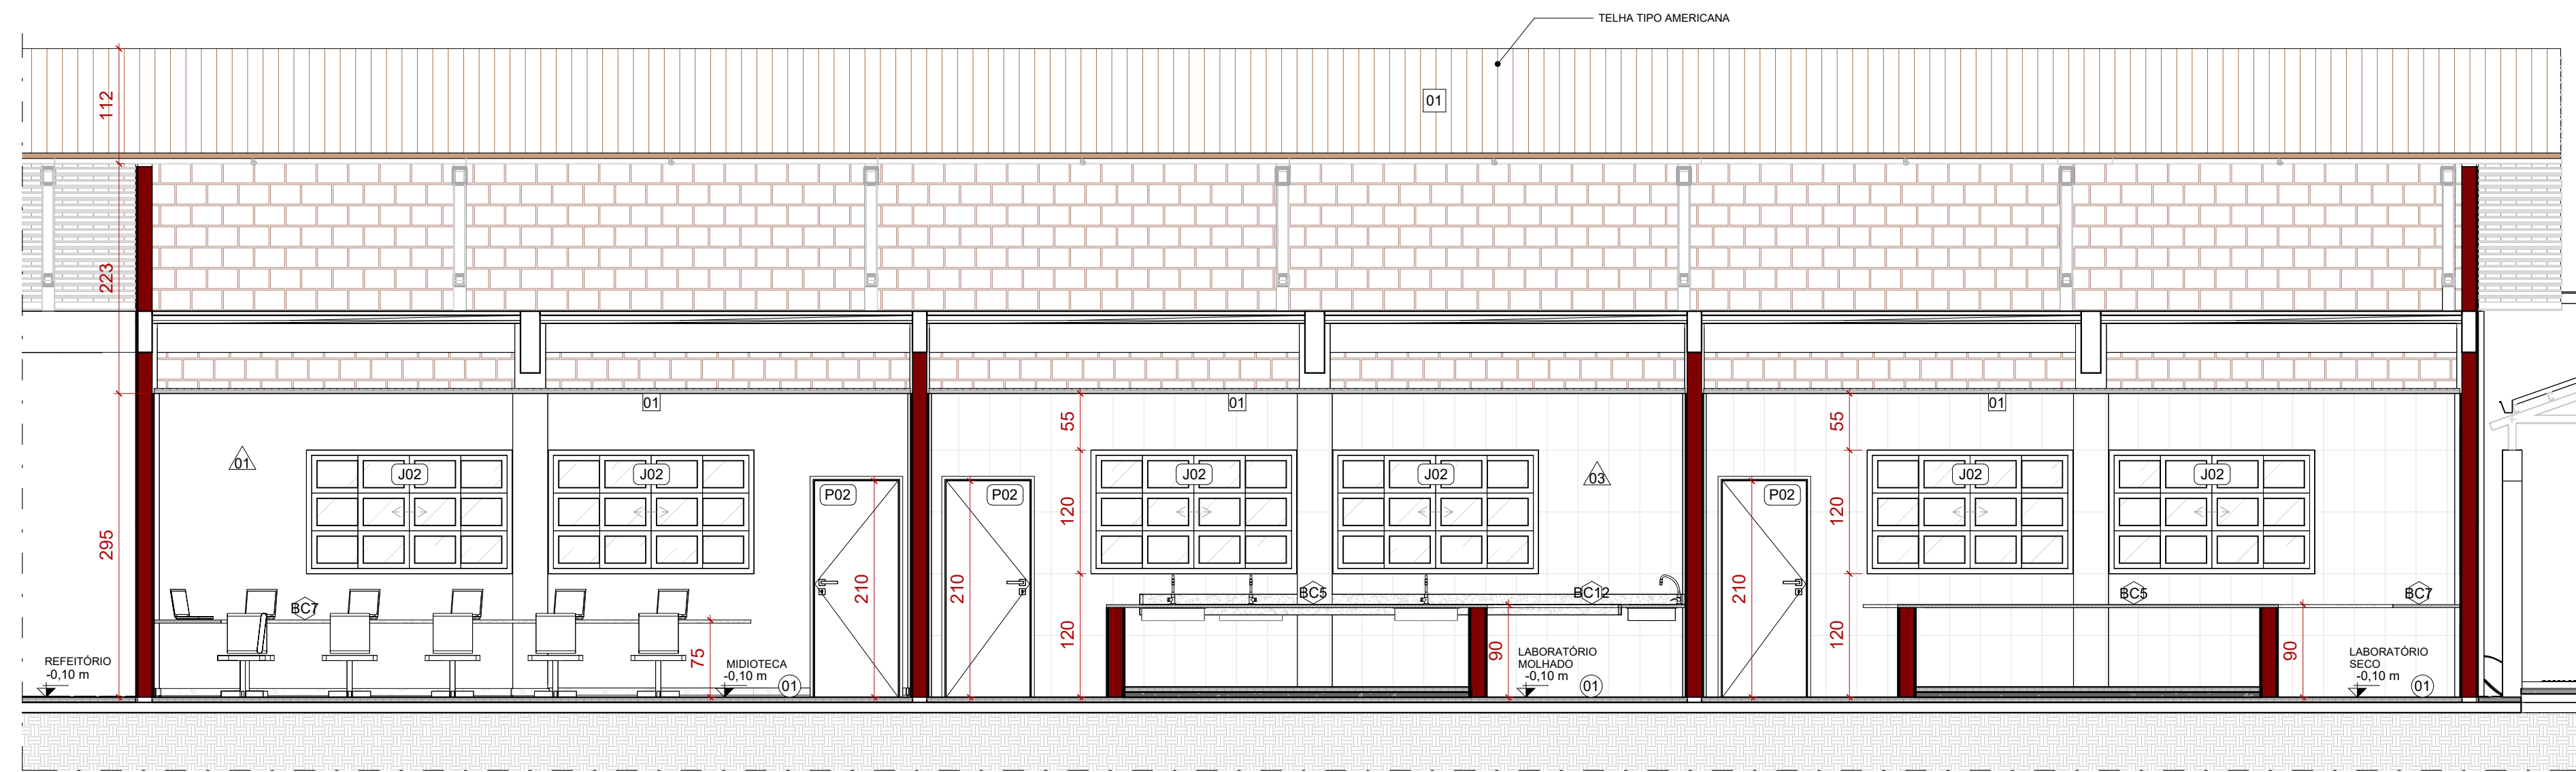 TELHA TIPO AMERICANA
112
01
223
295
01
01
01
01
J02
J02
P02
210
BC7
75
REFEITÓRIO
-0,10 m
MIDIOTECA
-0,10 m
01
P02
210
55
120
120
J02
J02
03
BC5
BC12
90
LABORATÓRIO
MOLHADO
-0,10 m
01
P02
210
55
120
120
J02
J02
BC5
BC7
90
LABORATÓRIO
SECO
-0,10 m
01